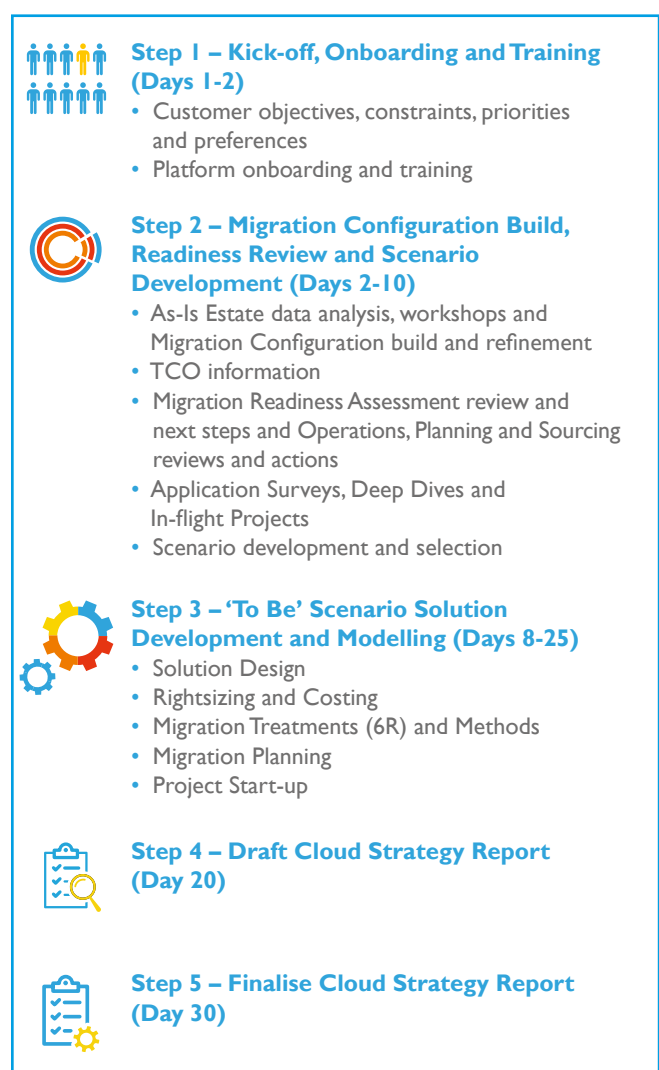 Step 1 – Kick-off, Onboarding and Training
(Days 1-2)
• Customer objectives, constraints, priorities
and preferences
• Platform onboarding and training
Step 2 – Migration Configuration Build,
Readiness Review and Scenario
Development (Days 2-10)
• As-Is Estate data analysis, workshops and
Migration Configuration build and refinement
• TCO information
• Migration Readiness Assessment review and
next steps and Operations, Planning and Sourcing
reviews and actions
• Application Surveys, Deep Dives and
In-flight Projects
• Scenario development and selection
Step 3 – ‘To Be’ Scenario Solution
Development and Modelling (Days 8-25)
• Solution Design
• Rightsizing and Costing
• Migration Treatments (6R) and Methods
• Migration Planning
• Project Start-up
Step 4 – Draft Cloud Strategy Report
(Day 20)
Step 5 – Finalise Cloud Strategy Report
(Day 30)